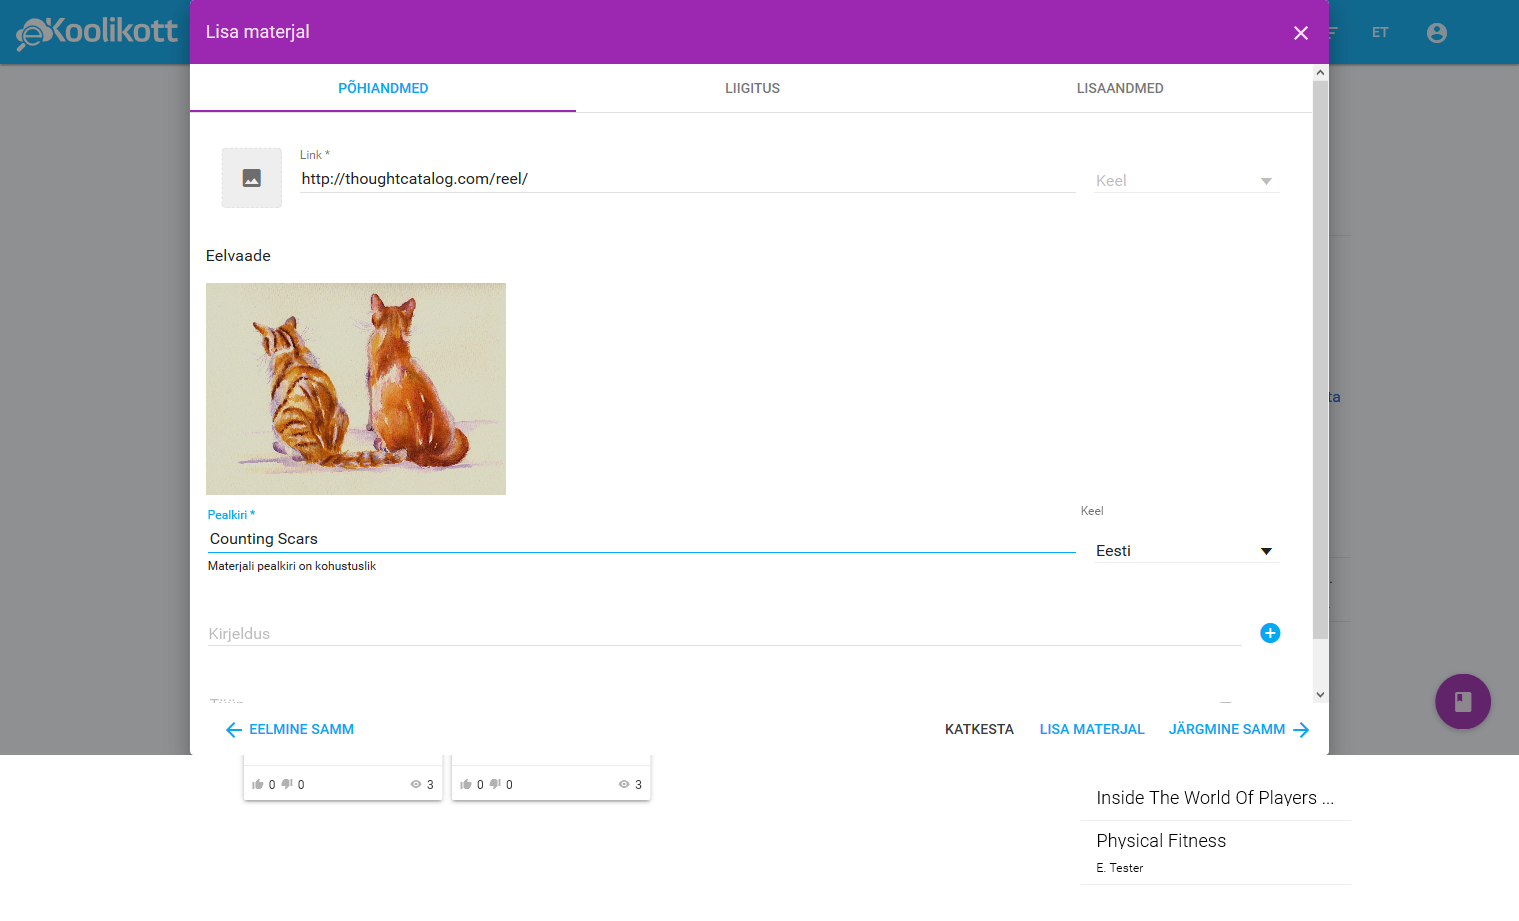 eKoolikott
Lisa materjal
ET
PÕHIANDMED
LIIGITUS
LISAANDMED
Link *
http://thoughtcatalog.com/reel/
Keel
Eelvaade
ta
Pealkiri *
Keel
Counting Scars
Eesti
Materjali pealkiri on kohustuslik
Kirjeldus
EELMINE SAMM
KATKESTA
LISA MATERJAL
JÄRGMINE SAMM
0 0 3
0 0 3
Inside The World Of Players ...
Physical Fitness
E. Tester